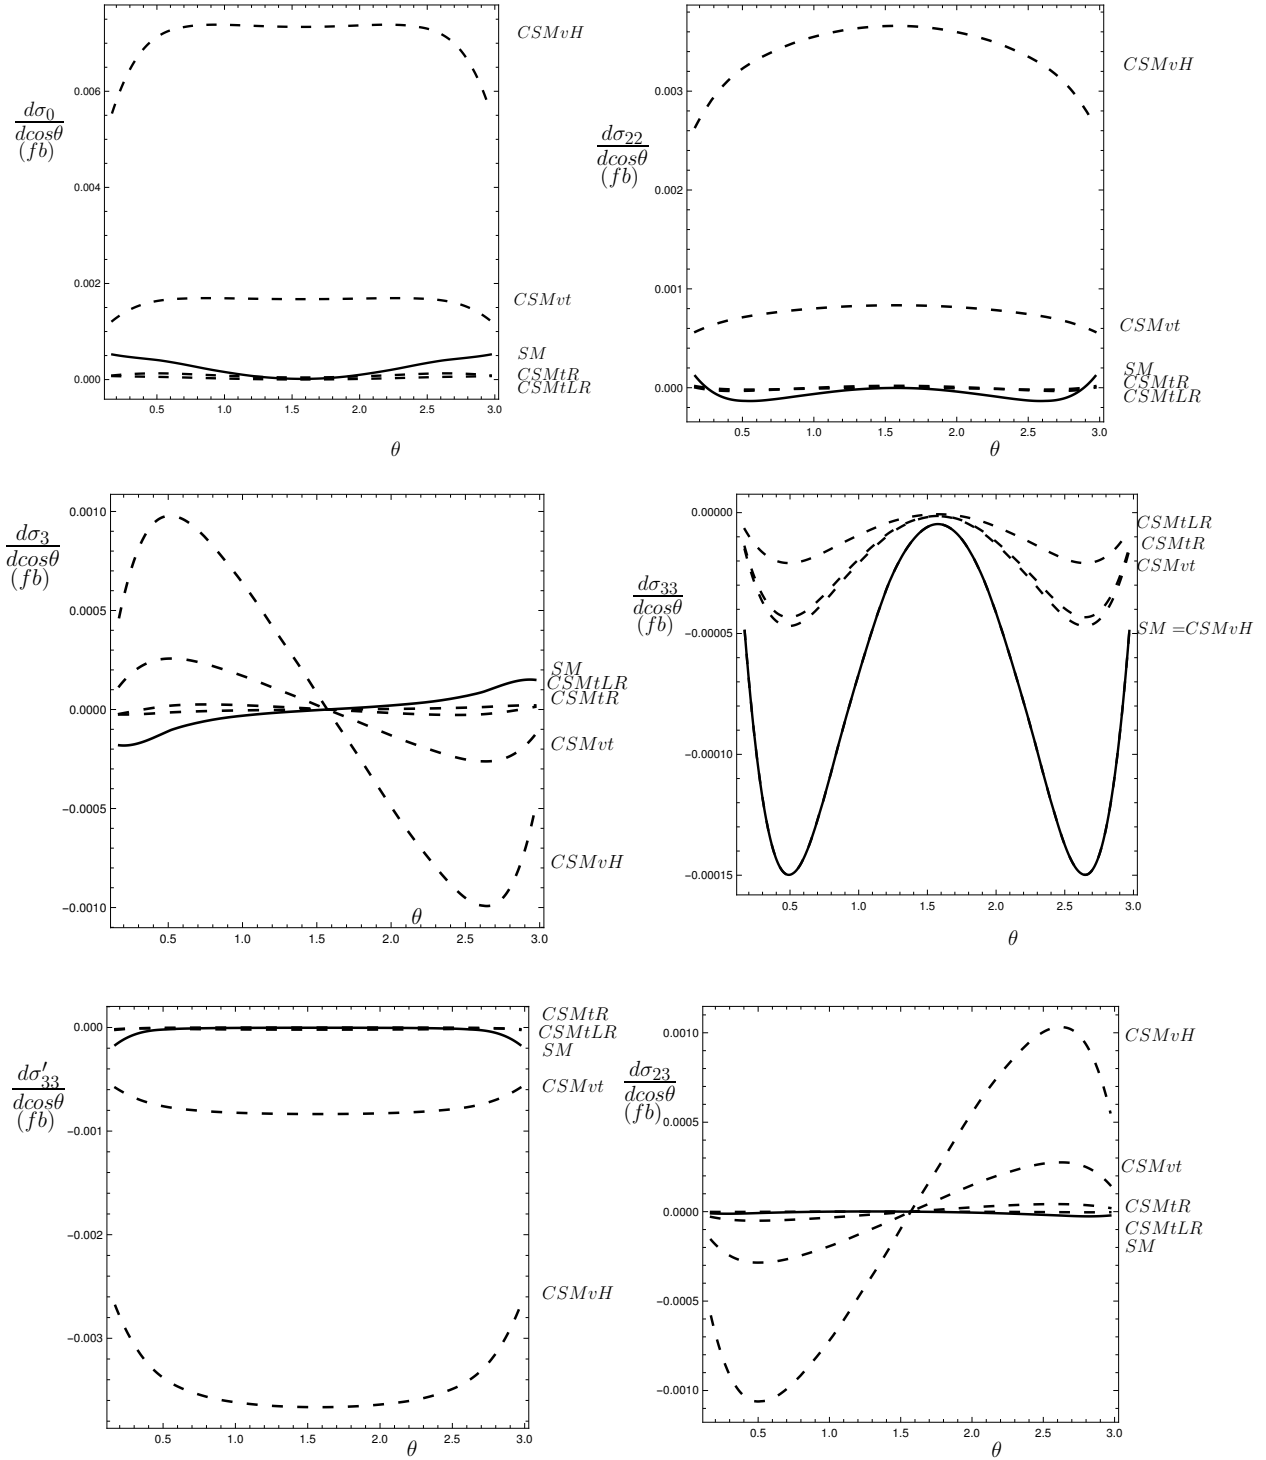 dσ₀
dcosθ
(fb)
0.006
0.004
0.002
0.000
0.5 1.0 1.5 2.0 2.5 3.0
θ
CSMvH
CSMvt
SM
CSMtR
CSMtLR
dσ₂₂
dcosθ
(fb)
0.003
0.002
0.001
0.000
0.5 1.0 1.5 2.0 2.5 3.0
θ
CSMvH
CSMvt
SM
CSMtR
CSMtLR
dσ₃
dcosθ
(fb)
0.0010
0.0005
0.0000
−0.0005
−0.0010
θ
0.5 1.0 1.5 2.0 2.5 3.0
SM
CSMtLR
CSMtR
CSMvt
CSMvH
dσ₃₃
dcosθ
(fb)
0.00000
−0.00005
−0.00010
−0.00015
0.5 1.0 1.5 2.0 2.5 3.0
θ
CSMtLR
CSMtR
CSMvt
SM =CSMvH
dσ′₃₃
dcosθ
(fb)
0.000
−0.001
−0.002
−0.003
0.5 1.0 1.5 2.0 2.5 3.0
θ
CSMtR
CSMtLR
SM
CSMvt
CSMvH
dσ₂₃
dcosθ
(fb)
0.0010
0.0005
0.0000
−0.0005
−0.0010
0.5 1.0 1.5 2.0 2.5 3.0
θ
CSMvH
CSMvt
CSMtR
CSMtLR
SM